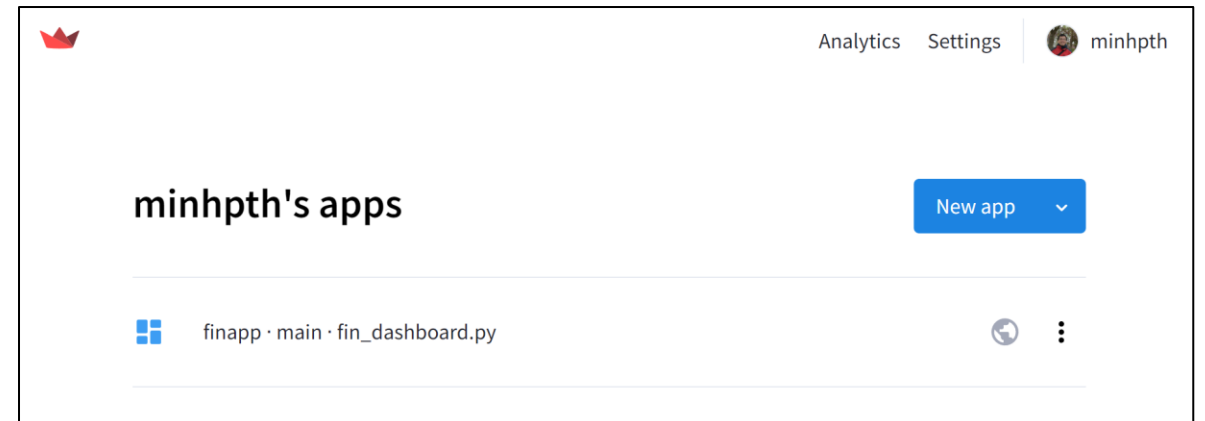 Analytics Settings minhpth
minhpth's apps
New app
finapp · main · fin_dashboard.py